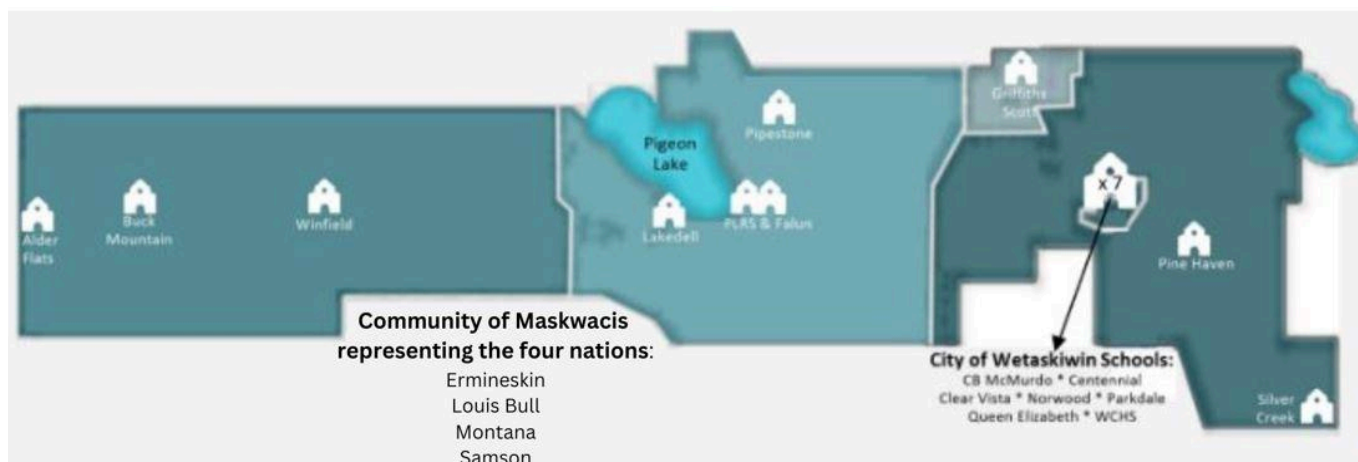 Griffiths
Scott
Pipestone
Pigeon
Lake
x 7
Alder
Flats
Buck
Mountain
Winfield
Lakedell
PLRS & Falun
Pine Haven
Community of Maskwacis
representing the four nations:
Ermineskin
Louis Bull
Montana
Samson
City of Wetaskiwin Schools:
CB McMurdo * Centennial
Clear Vista * Norwood * Parkdale
Queen Elizabeth * WCHS
Silver
Creek